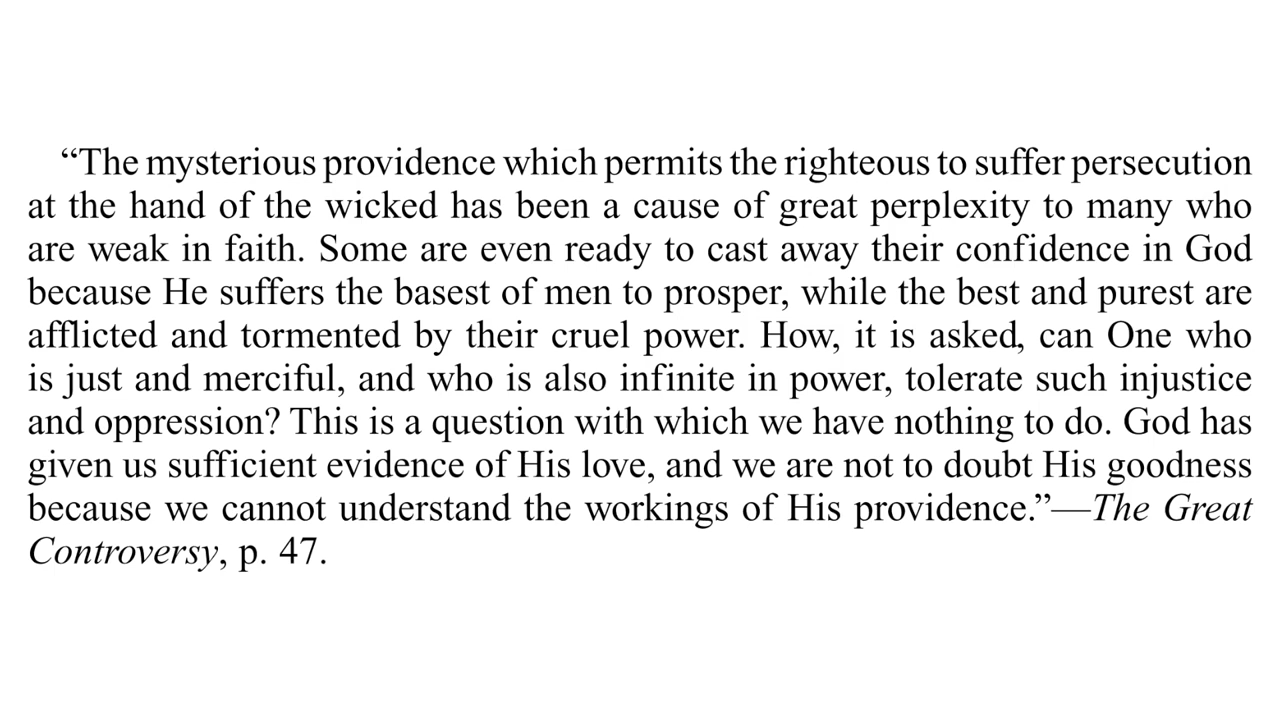 “The mysterious providence which permits the righteous to suffer persecution
at the hand of the wicked has been a cause of great perplexity to many who
are weak in faith. Some are even ready to cast away their confidence in God
because He suffers the basest of men to prosper, while the best and purest are
afflicted and tormented by their cruel power. How, it is asked, can One who
is just and merciful, and who is also infinite in power, tolerate such injustice
and oppression? This is a question with which we have nothing to do. God has
given us sufficient evidence of His love, and we are not to doubt His goodness
because we cannot understand the workings of His providence.”—The Great
Controversy, p. 47.